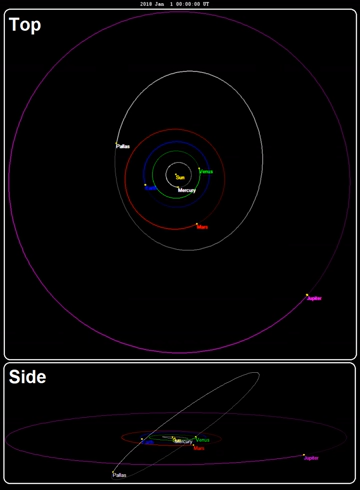 2018 Jan 1 00:00:00 UT
Top
Pallas
Venus
Sun
Earth
Mercury
Mars
Jupiter
Side
Earth
Mercury
Venus
Mars
Jupiter
Pallas